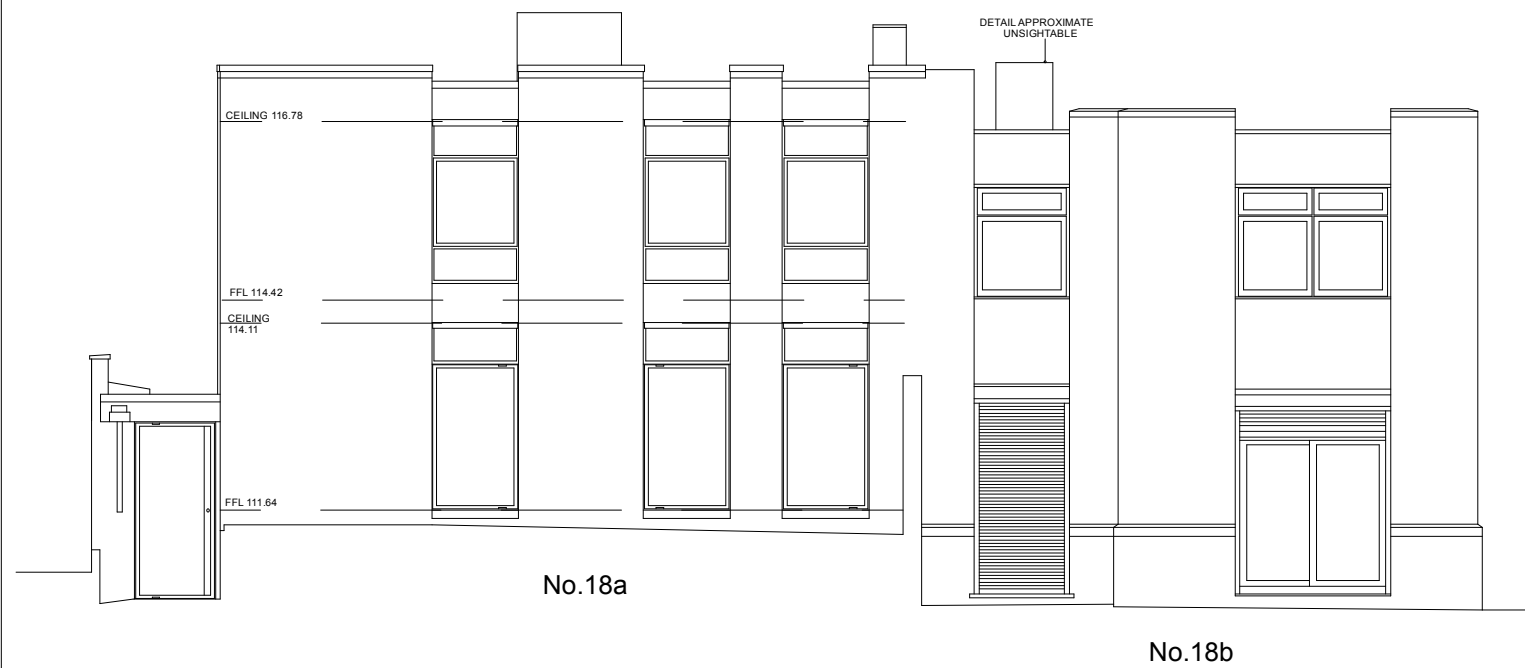 DETAIL APPROXIMATE
UNSIGHTABLE
CEILING 116.78
FFL 114.42
CEILING
114.11
FFL 111.64
No.18a
No.18b